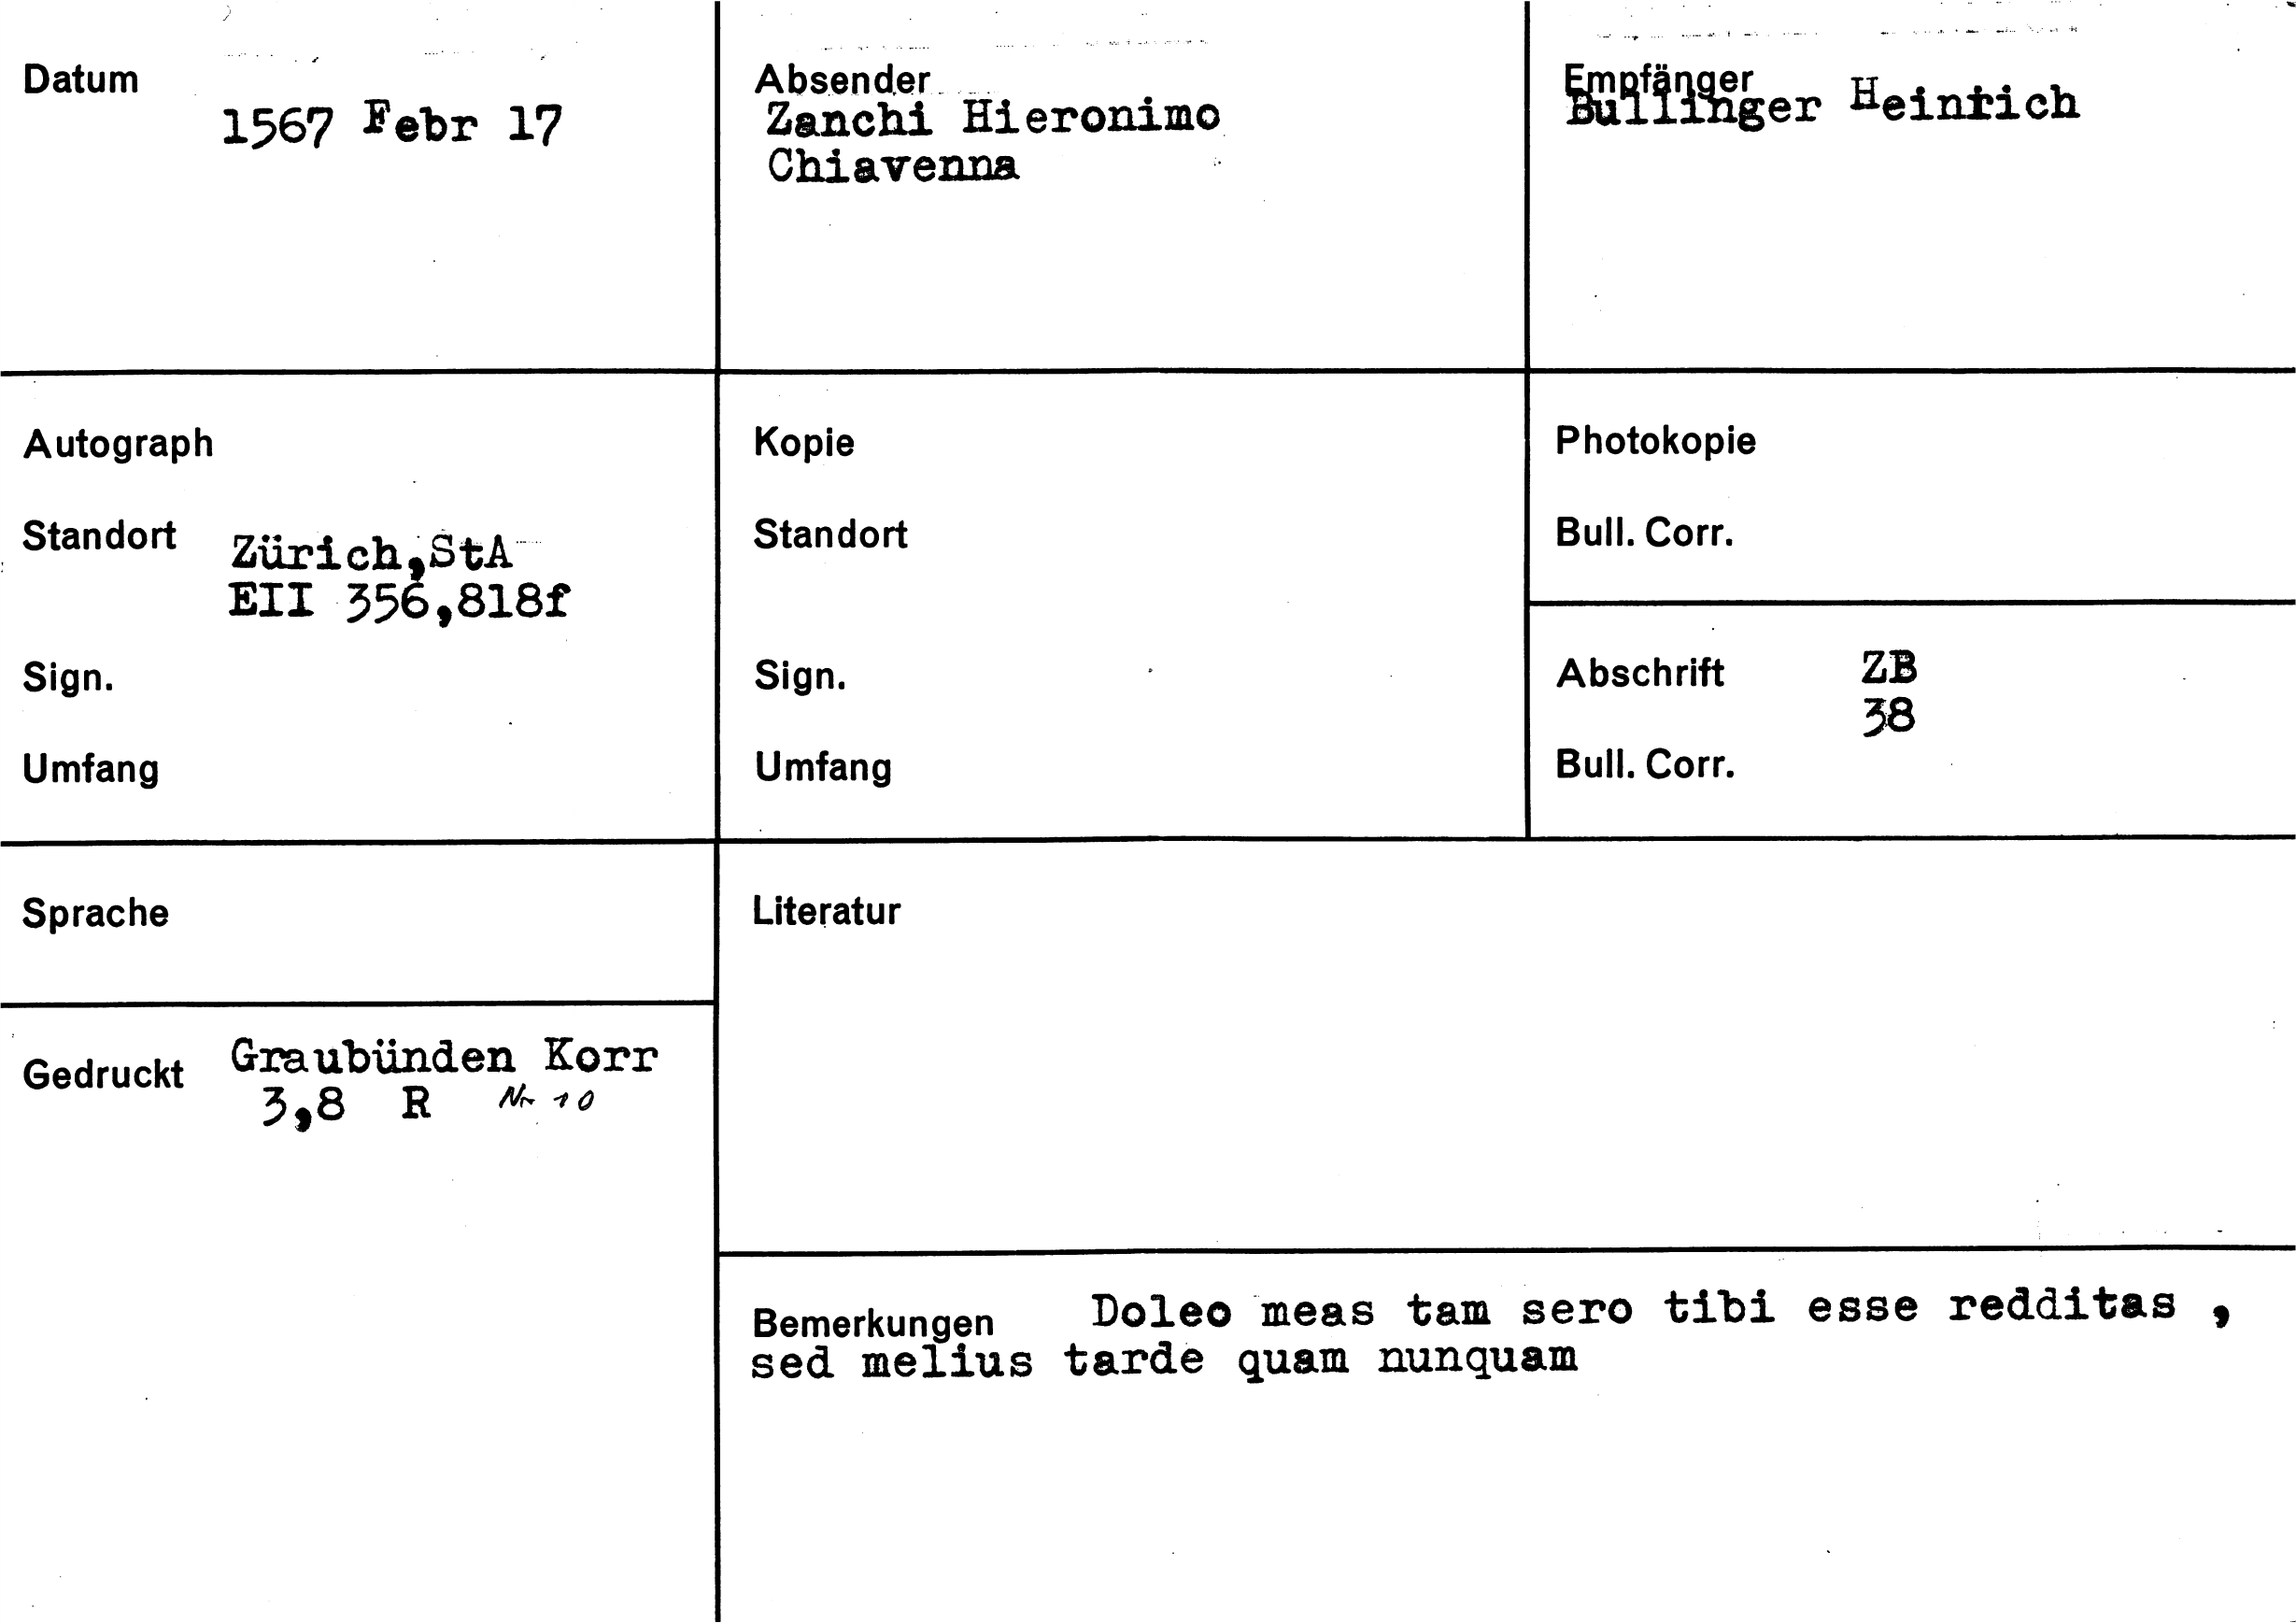 Datum
1567 Febr 17
Absender
Zanchi Hieronimo
Chiavenna
Empfänger
Bullinger Heinrich
Autograph
Standort Zürich,StA
EII 356,818f
Sign.
Umfang
Kopie
Standort
Sign.
Umfang
Photokopie
Bull. Corr.
Abschrift ZB
38
Bull. Corr.
Sprache
Literatur
Gedruckt Graubünden Korr
3,8 R Nr 10
Bemerkungen Doleo meas tam sero tibi esse redditas ,
sed melius tarde quam nunquam